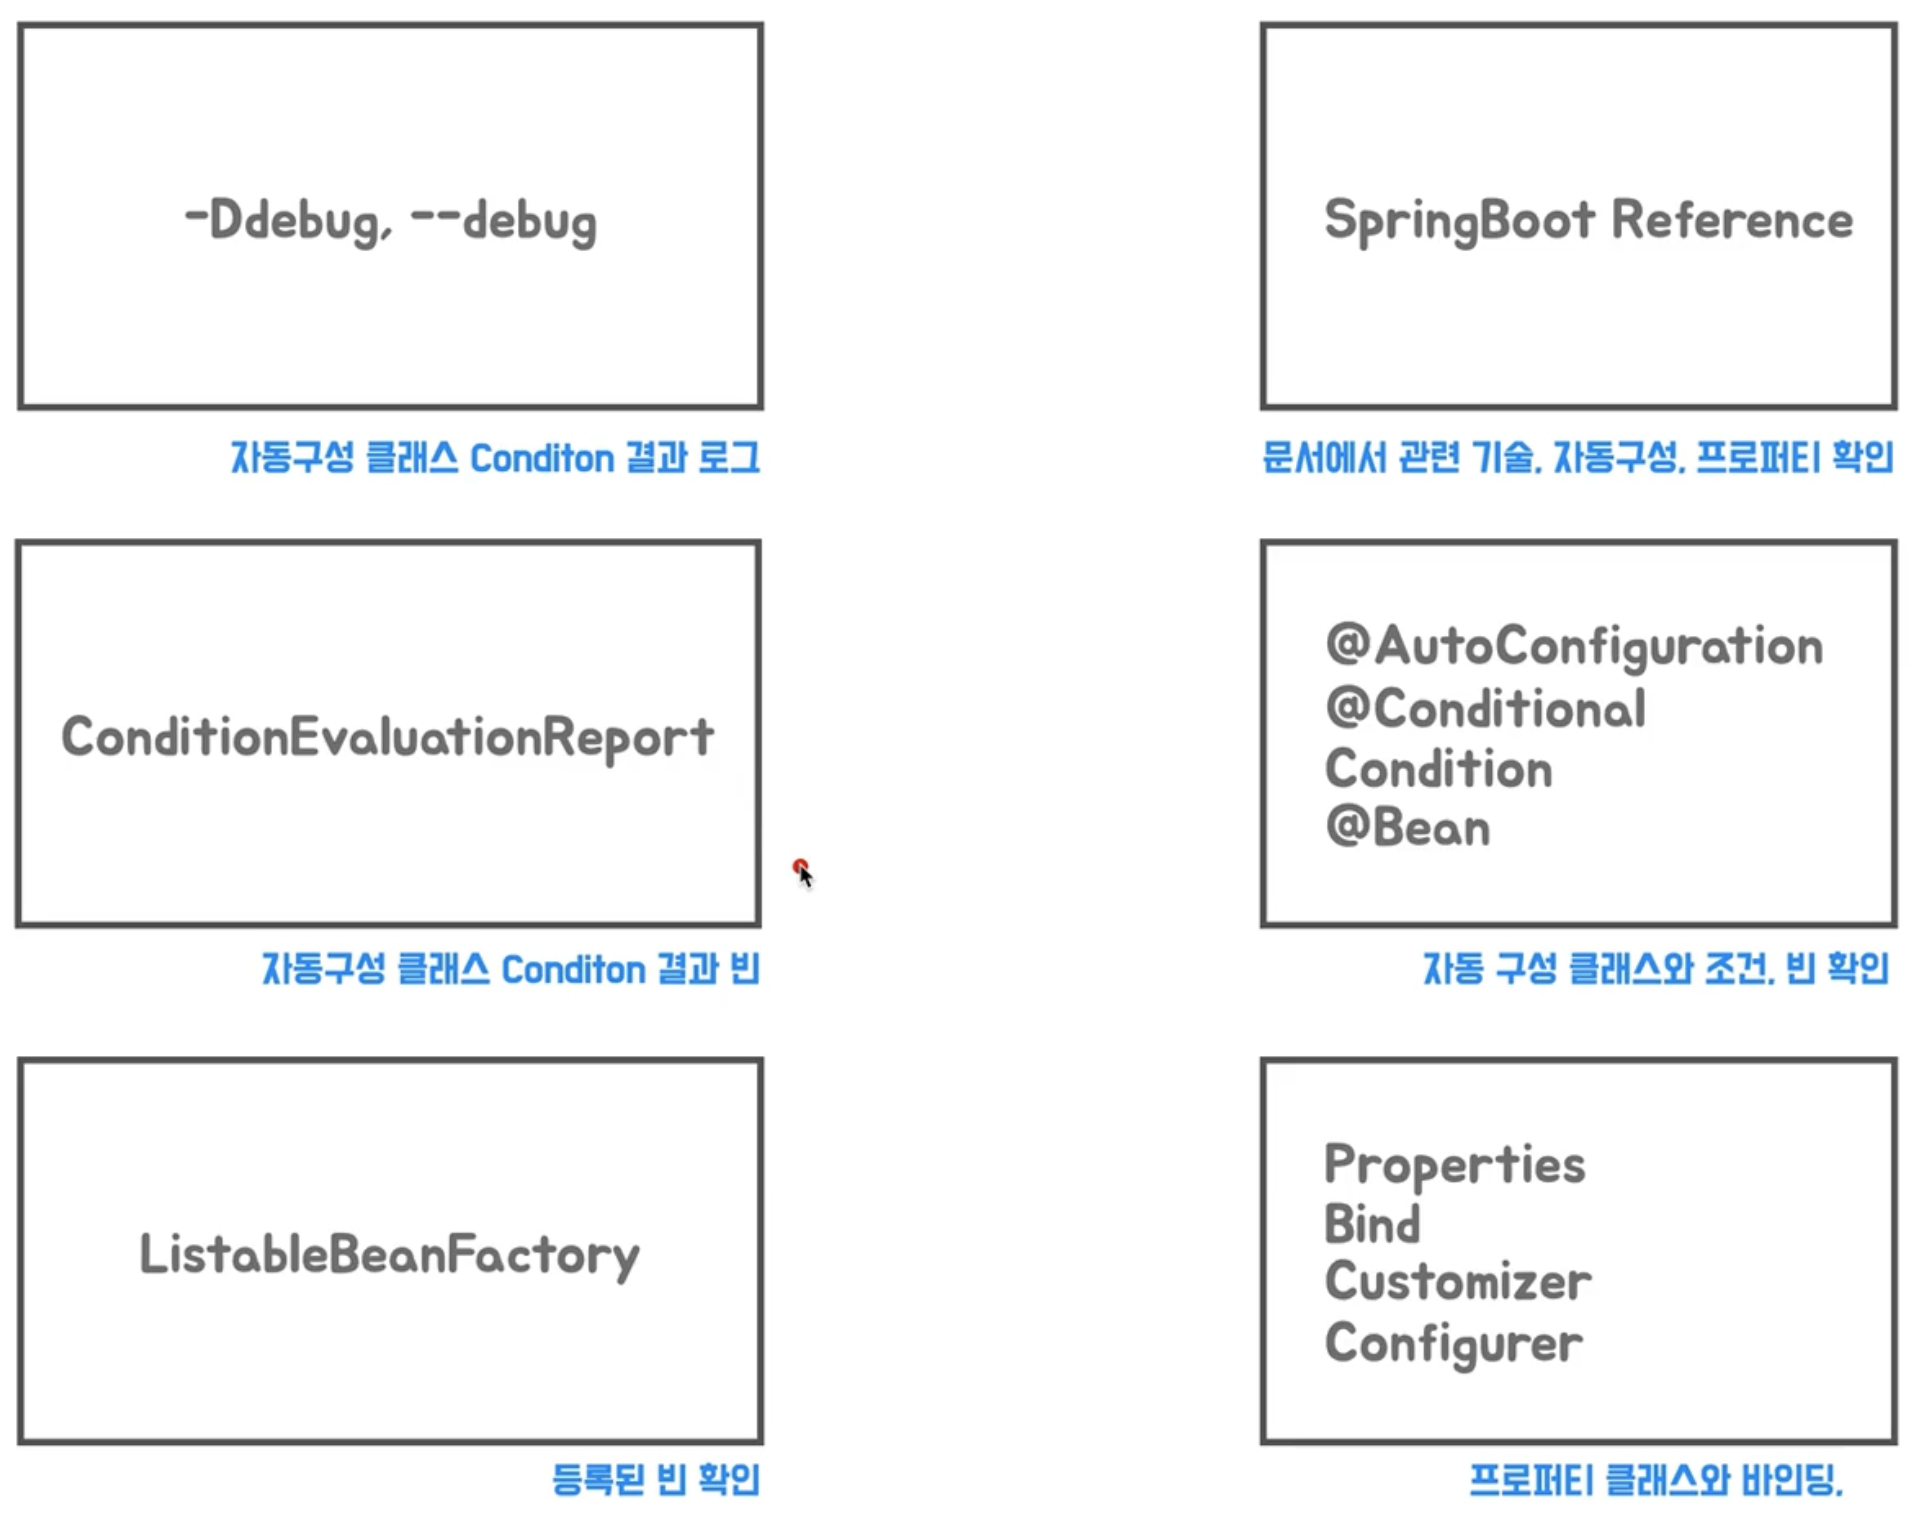 -Ddebug, --debug
자동구성 클래스 Conditon 결과 로그
SpringBoot Reference
문서에서 관련 기술, 자동구성, 프로퍼티 확인
ConditionEvaluationReport
자동구성 클래스 Conditon 결과 빈
@AutoConfiguration
@Conditional
Condition
@Bean
자동 구성 클래스와 조건, 빈 확인
ListableBeanFactory
등록된 빈 확인
Properties
Bind
Customizer
Configurer
프로퍼티 클래스와 바인딩,